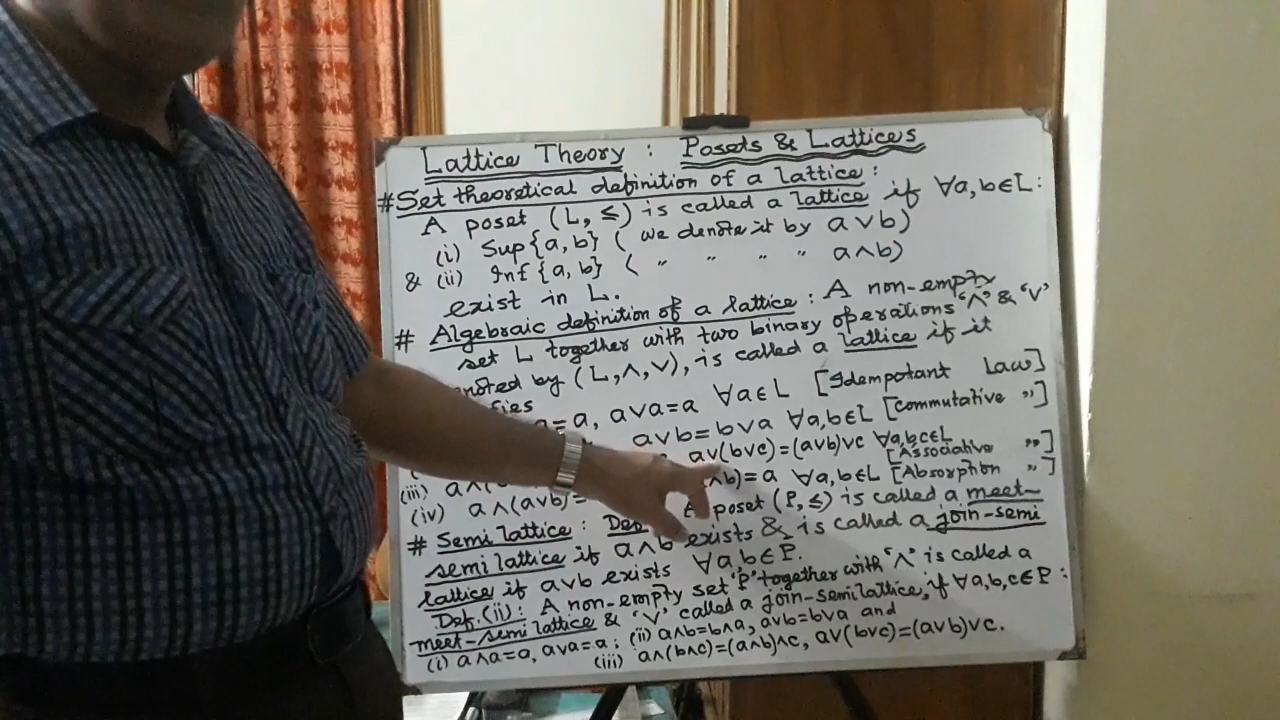 Lattice Theory : Posets & Lattices
# Set theoretical definition of a lattice :
A poset (L, ≤) is called a lattice if ∀a,b∈L:
(i) Sup{a,b} ( we denote it by a∨b)
& (ii) Inf{a,b} ( " " " " a∧b)
exist in L.
# Algebraic definition of a lattice : A non-empty
set L together with two binary operations '∧' & '∨'
noted by (L,∧,∨), is called a lattice if it
fies
a=a, a∨a=a ∀a∈L [Idempotant Law]
a∨b=b∨a ∀a,b∈L [Commutative "]
(iii) a∧( a∨(b∨c)=(a∨b)∨c ∀a,b,c∈L [Associative "]
(iv) a∧(a∨b)= ∧b)=a ∀a,b∈L [Absorption "]
# Semi lattice : Def A poset (P,≤) is called a meet-
semi lattice if a∧b exists & is called a join-semi
lattice if a∨b exists ∀a,b∈P.
Def.(ii): A non-empty set 'P' together with '∧' is called a
meet-semi lattice & '∨' called a join-semilattice, if ∀a,b,c∈P :
(i) a∧a=a, a∨a=a ; (ii) a∧b=b∧a, a∨b=b∨a and
(iii) a∧(b∧c)=(a∧b)∧c, a∨(b∨c)=(a∨b)∨c.